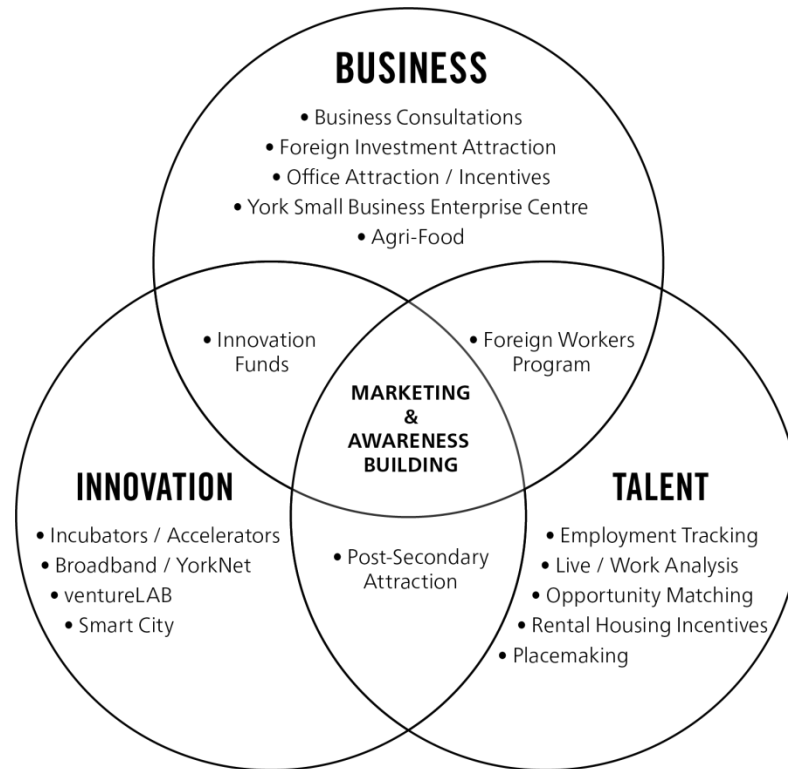 BUSINESS
• Business Consultations
• Foreign Investment Attraction
• Office Attraction / Incentives
• York Small Business Enterprise Centre
• Agri-Food
• Innovation
Funds
• Foreign Workers
Program
MARKETING
&
AWARENESS
BUILDING
INNOVATION
• Incubators / Accelerators
• Broadband / YorkNet
• ventureLAB
• Smart City
• Post-Secondary
Attraction
TALENT
• Employment Tracking
• Live / Work Analysis
• Opportunity Matching
• Rental Housing Incentives
• Placemaking